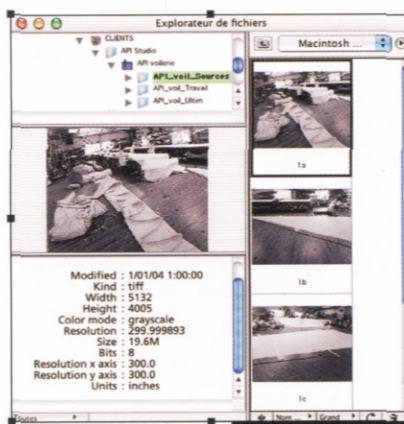 Explorateur de fichiers
CLIENTS
API Studio
API voilerie
API_voil_Sources
API_voil_Travail
API_voil_Ultim
Macintosh ...
1a
1b
1c
Modified : 1/01/04 1:00:00
Kind : tiff
Width : 5132
Height : 4005
Color mode : grayscale
Resolution : 299.999893
Size : 19.6M
Bits : 8
Resolution x axis : 300.0
Resolution y axis : 300.0
Units : inches
Toutes
Nom ...
Grand